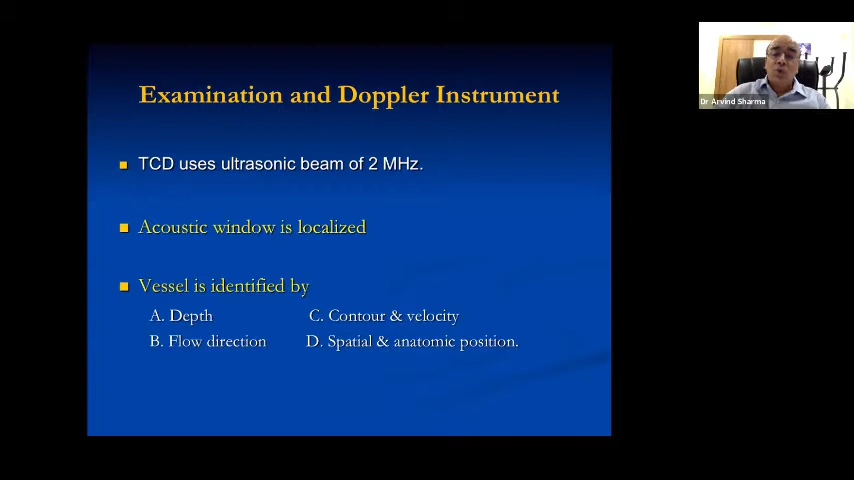 Examination and Doppler Instrument
TCD uses ultrasonic beam of 2 MHz.
Acoustic window is localized
Vessel is identified by
A. Depth C. Contour & velocity
B. Flow direction D. Spatial & anatomic position.
Dr Arvind Sharma